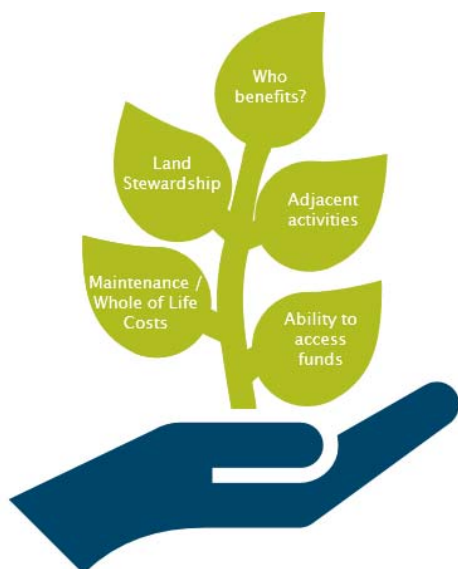 Who
benefits?
Land
Stewardship
Adjacent
activities
Maintenance /
Whole of Life
Costs
Ability to
access
funds